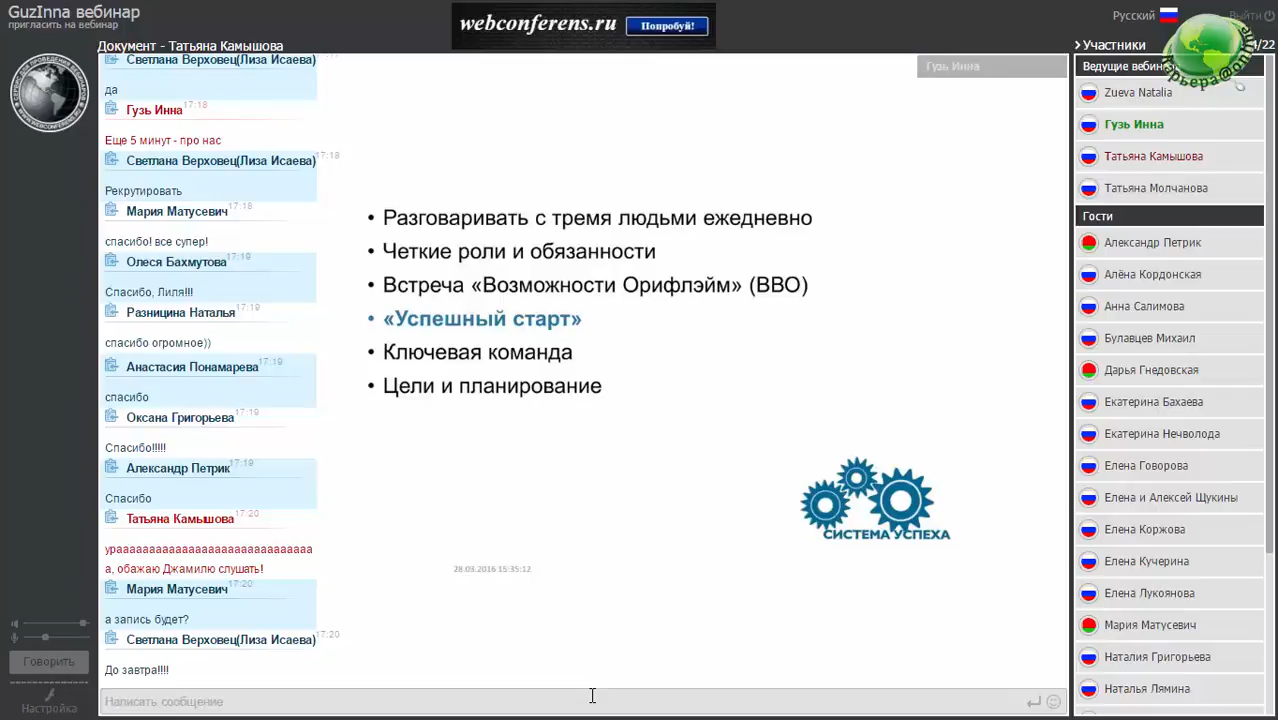 GuzInna вебинар
пригласить на вебинар
webconferens.ru
Попробуй!
Русский
Выйти
Документ - Татьяна Камышова
Светлана Верховец(Лиза Исаева)
да
Гузь Инна 17:18
Еще 5 минут - про нас
Светлана Верховец(Лиза Исаева) 17:18
Рекрутировать
Мария Матусевич 17:18
спасибо! все супер!
Олеся Бахмутова 17:19
Спасибо, Лиля!!!
Разницина Наталья 17:19
спасибо огромное))
Анастасия Понамарева 17:19
спасибо
Оксана Григорьева 17:19
Спасибо!!!!!
Александр Петрик 17:19
Спасибо
Татьяна Камышова 17:20
урааааааааааааааааааааааааааааааа
а, обажаю Джамилю слушать!
Мария Матусевич 17:20
а запись будет?
Светлана Верховец(Лиза Исаева) 17:20
До завтра!!!!
Написать сообщение
Говорить
Настройка
Гузь Инна
• Разговаривать с тремя людьми ежедневно
• Четкие роли и обязанности
• Встреча «Возможности Орифлэйм» (ВВО)
• «Успешный старт»
• Ключевая команда
• Цели и планирование
СИСТЕМА УСПЕХА
28.03.2016 15:35:12
Участники
/22
Ведущие
Zueva Natalia
Гузь Инна
Татьяна Камышова
Татьяна Молчанова
Гости
Александр Петрик
Алёна Кордонская
Анна Салимова
Булавцев Михаил
Дарья Гнедовская
Екатерина Бахаева
Екатерина Нечволода
Елена Говорова
Елена и Алексей Щукины
Елена Коржова
Елена Кучерина
Елена Лукоянова
Мария Матусевич
Наталия Григорьева
Наталья Лямина